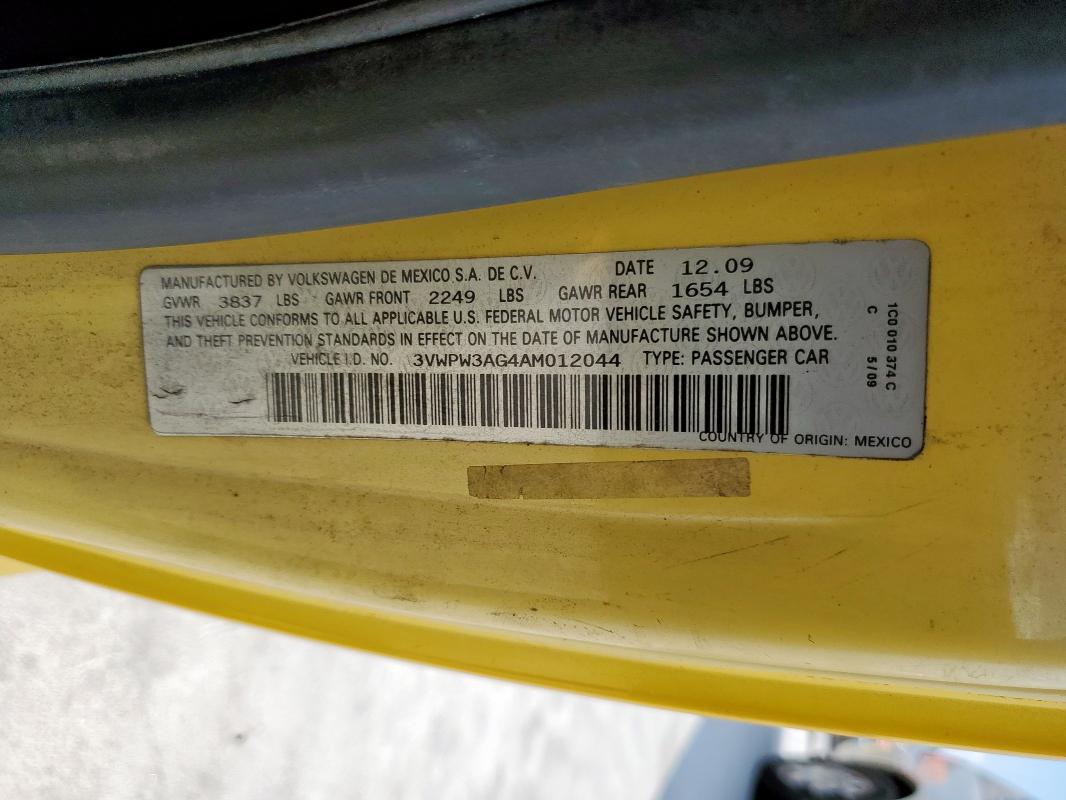 MANUFACTURED BY VOLKSWAGEN DE MEXICO S.A. DE C.V. DATE 12.09
GVWR 3837 LBS GAWR FRONT 2249 LBS GAWR REAR 1654 LBS
THIS VEHICLE CONFORMS TO ALL APPLICABLE U.S. FEDERAL MOTOR VEHICLE SAFETY, BUMPER,
AND THEFT PREVENTION STANDARDS IN EFFECT ON THE DATE OF MANUFACTURE SHOWN ABOVE.
VEHICLE I.D. NO. 3VWPW3AG4AM012044 TYPE: PASSENGER CAR
COUNTRY OF ORIGIN: MEXICO
1C0 010 374 C
C 5/09